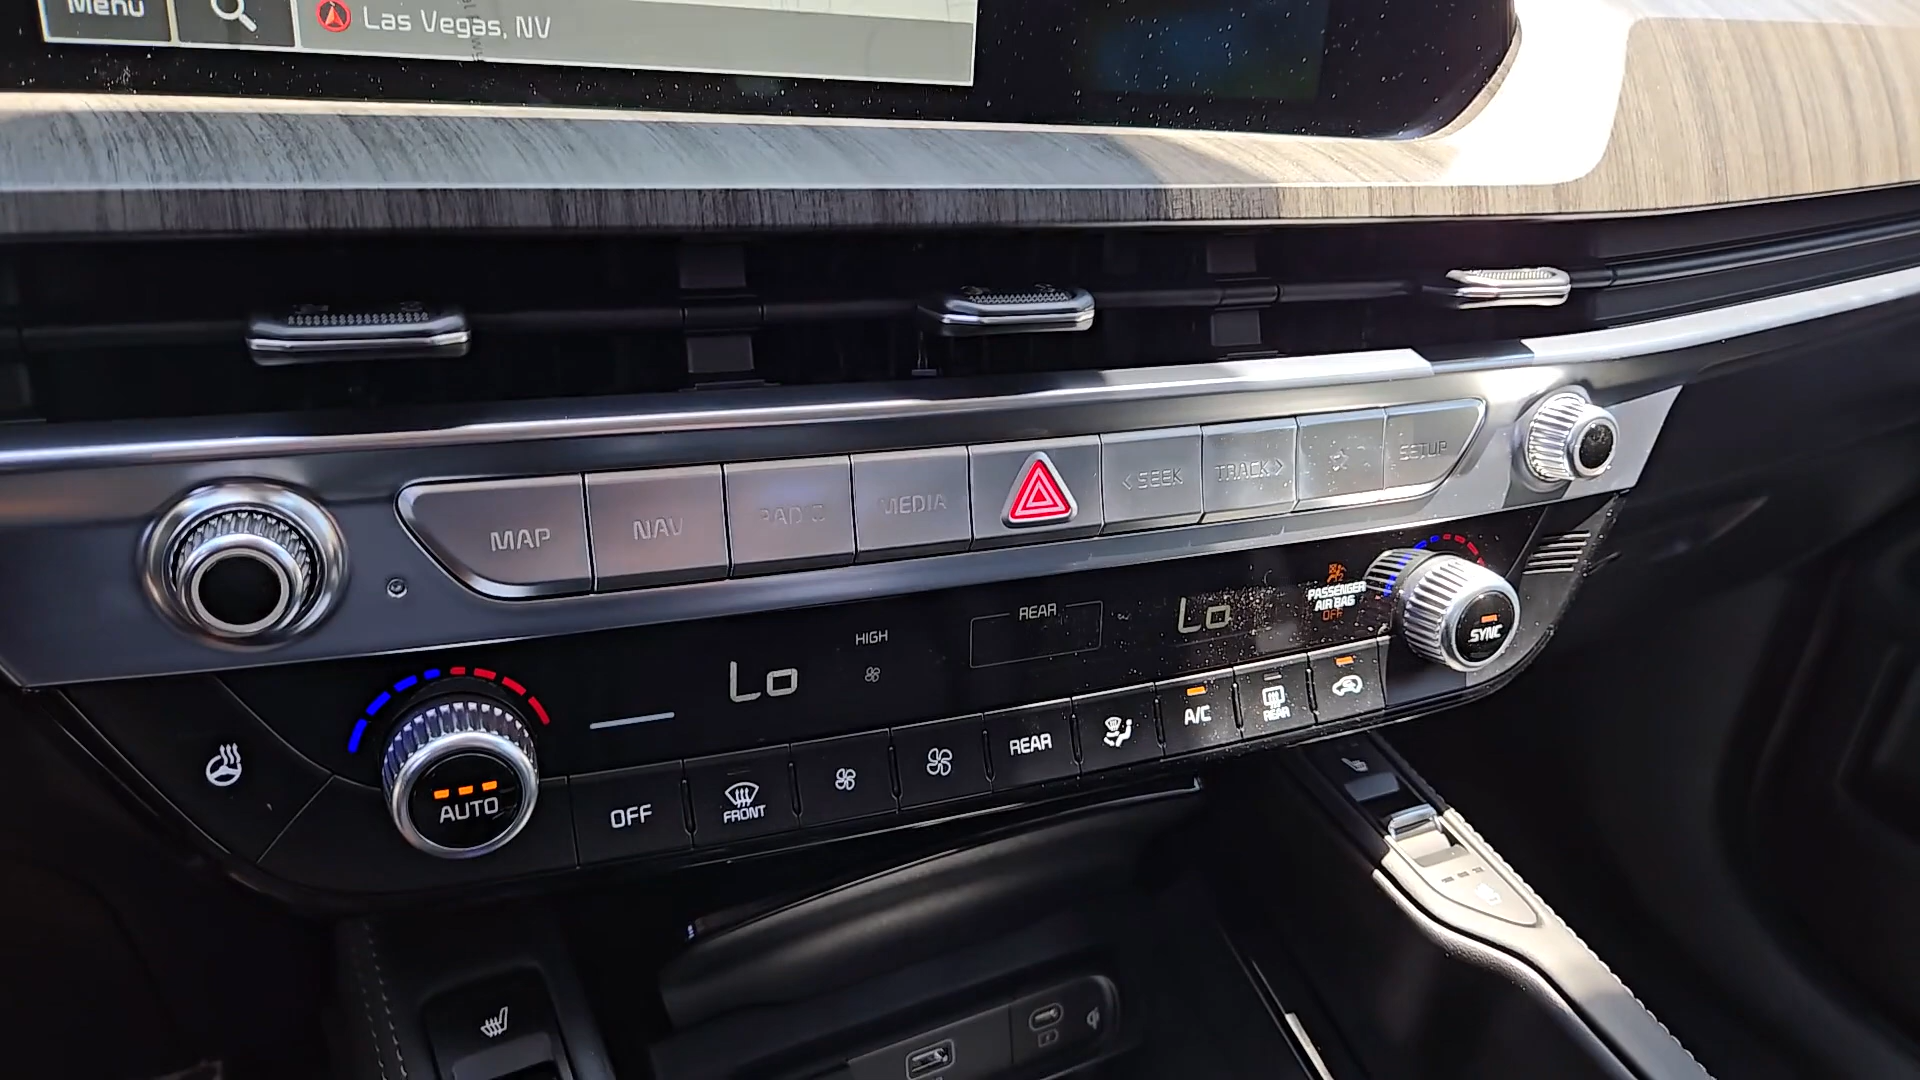 Menu
Las Vegas, NV
MAP
NAV
RADIO
MEDIA
< SEEK
TRACK >
SETUP
PASSENGER
AIR BAG
OFF
SYNC
Lo
HIGH
REAR
Lo
AUTO
OFF
FRONT
REAR
A/C
REAR